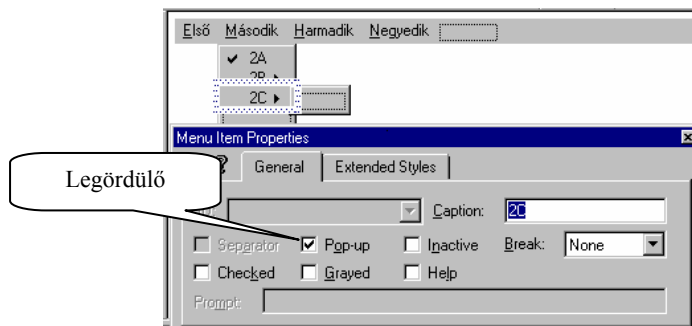 Első Második Harmadik Negyedik
✔ 2A
2B ▸
2C ▸
Menu Item Properties
? General Extended Styles
Legördülő
Caption: 2C
Separator ✔ Pop-up Inactive Break: None
Checked Grayed Help
Prompt: